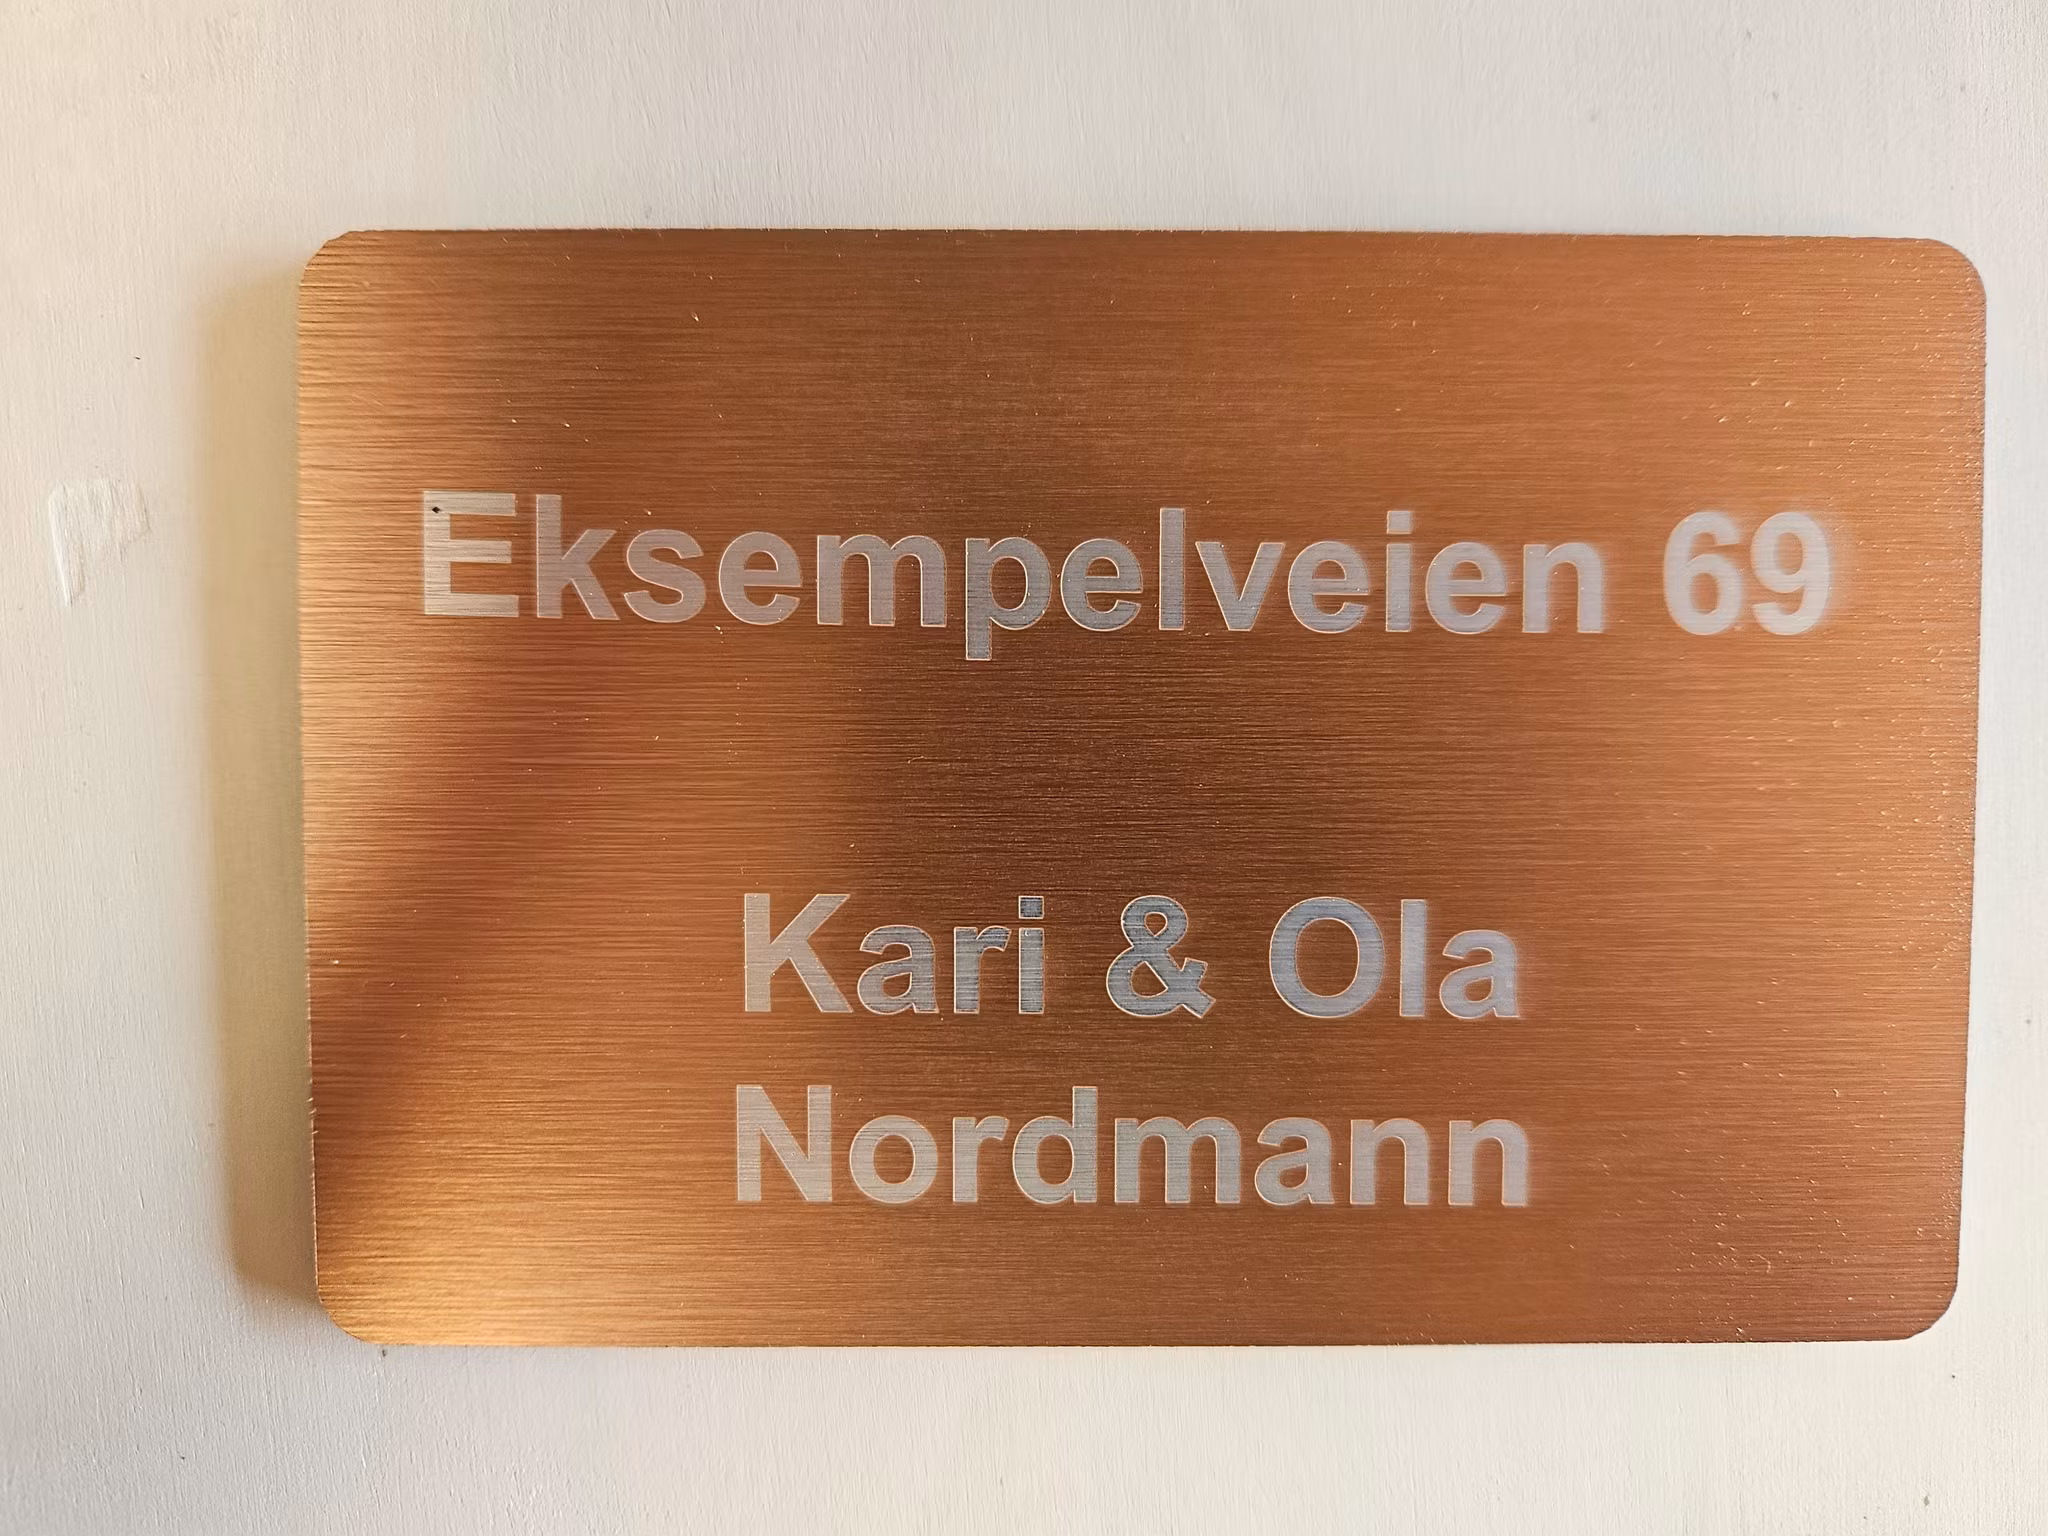 Eksempelveien 69
Kari & Ola
Nordmann